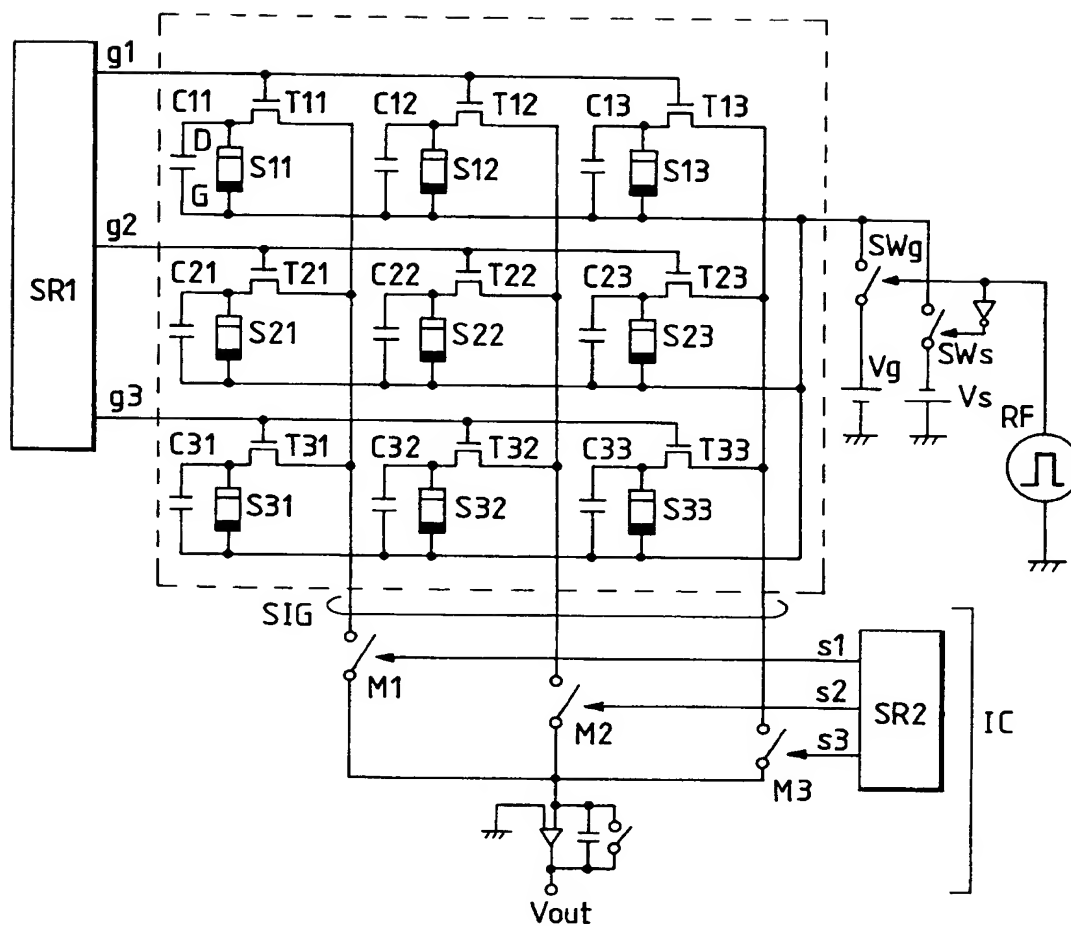 g1
C11 T11 C12 T12 C13 T13
D
S11 S12 S13
G
g2
SR1
C21 T21 C22 T22 C23 T23
SWg
S21 S22 S23
SWs
Vg Vs
g3
RF
C31 T31 C32 T32 C33 T33
S31 S32 S33
SIG
s1
M1
s2
SR2
IC
M2
s3
M3
Vout